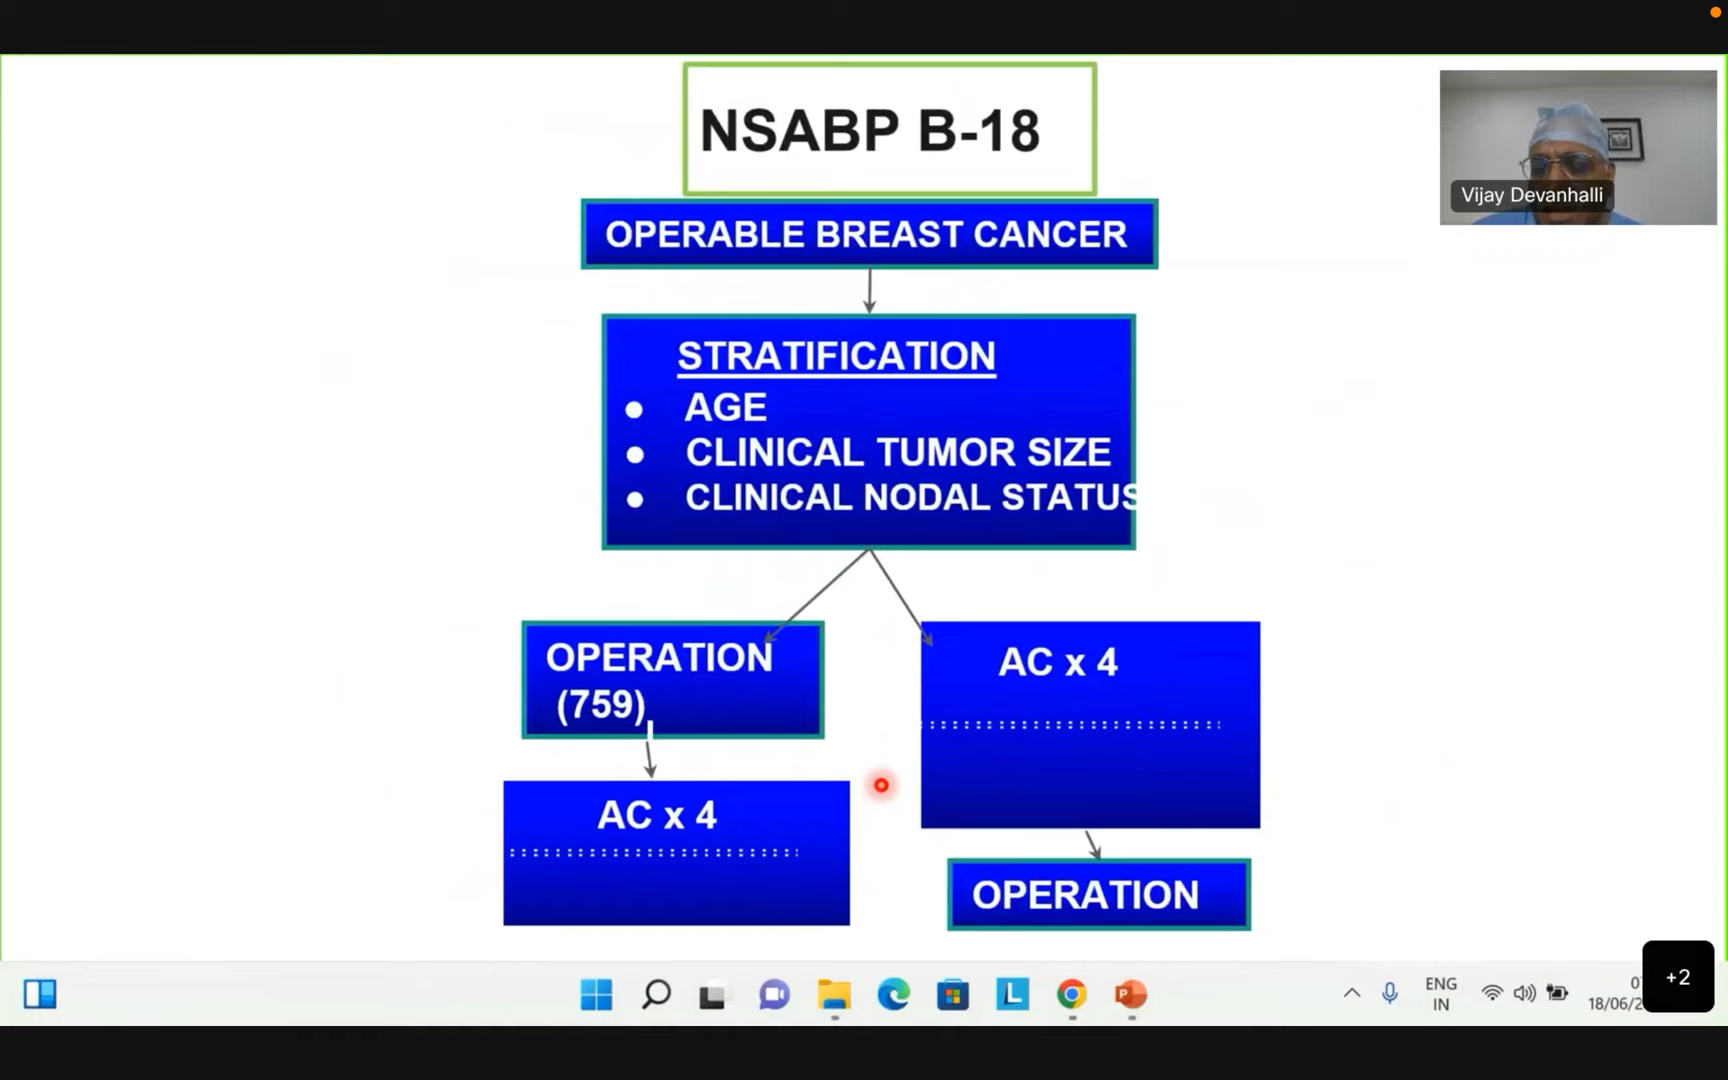 NSABP B-18
Vijay Devanhalli
OPERABLE BREAST CANCER
STRATIFICATION
● AGE
● CLINICAL TUMOR SIZE
● CLINICAL NODAL STATUS
OPERATION
(759)
AC x 4
AC x 4
OPERATION
ENG
IN
18/06/2
+2